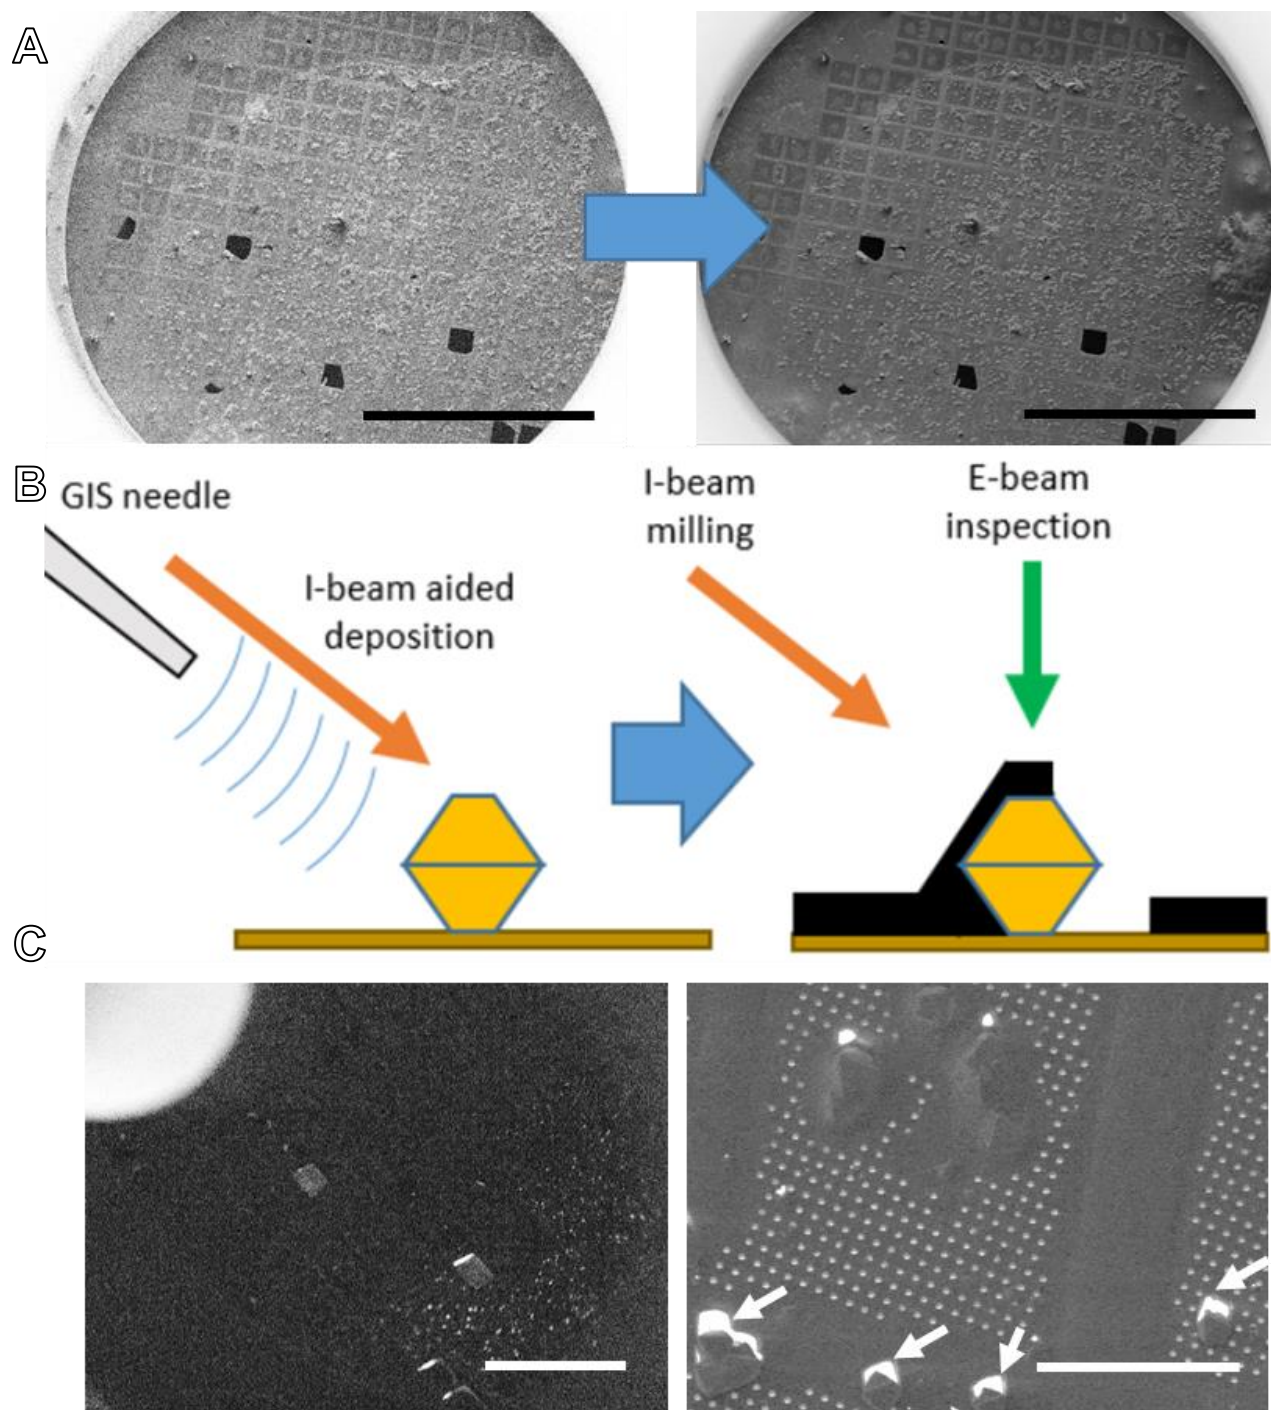 A
B
GIS needle
I-beam aided
deposition
I-beam
milling
E-beam
inspection
C